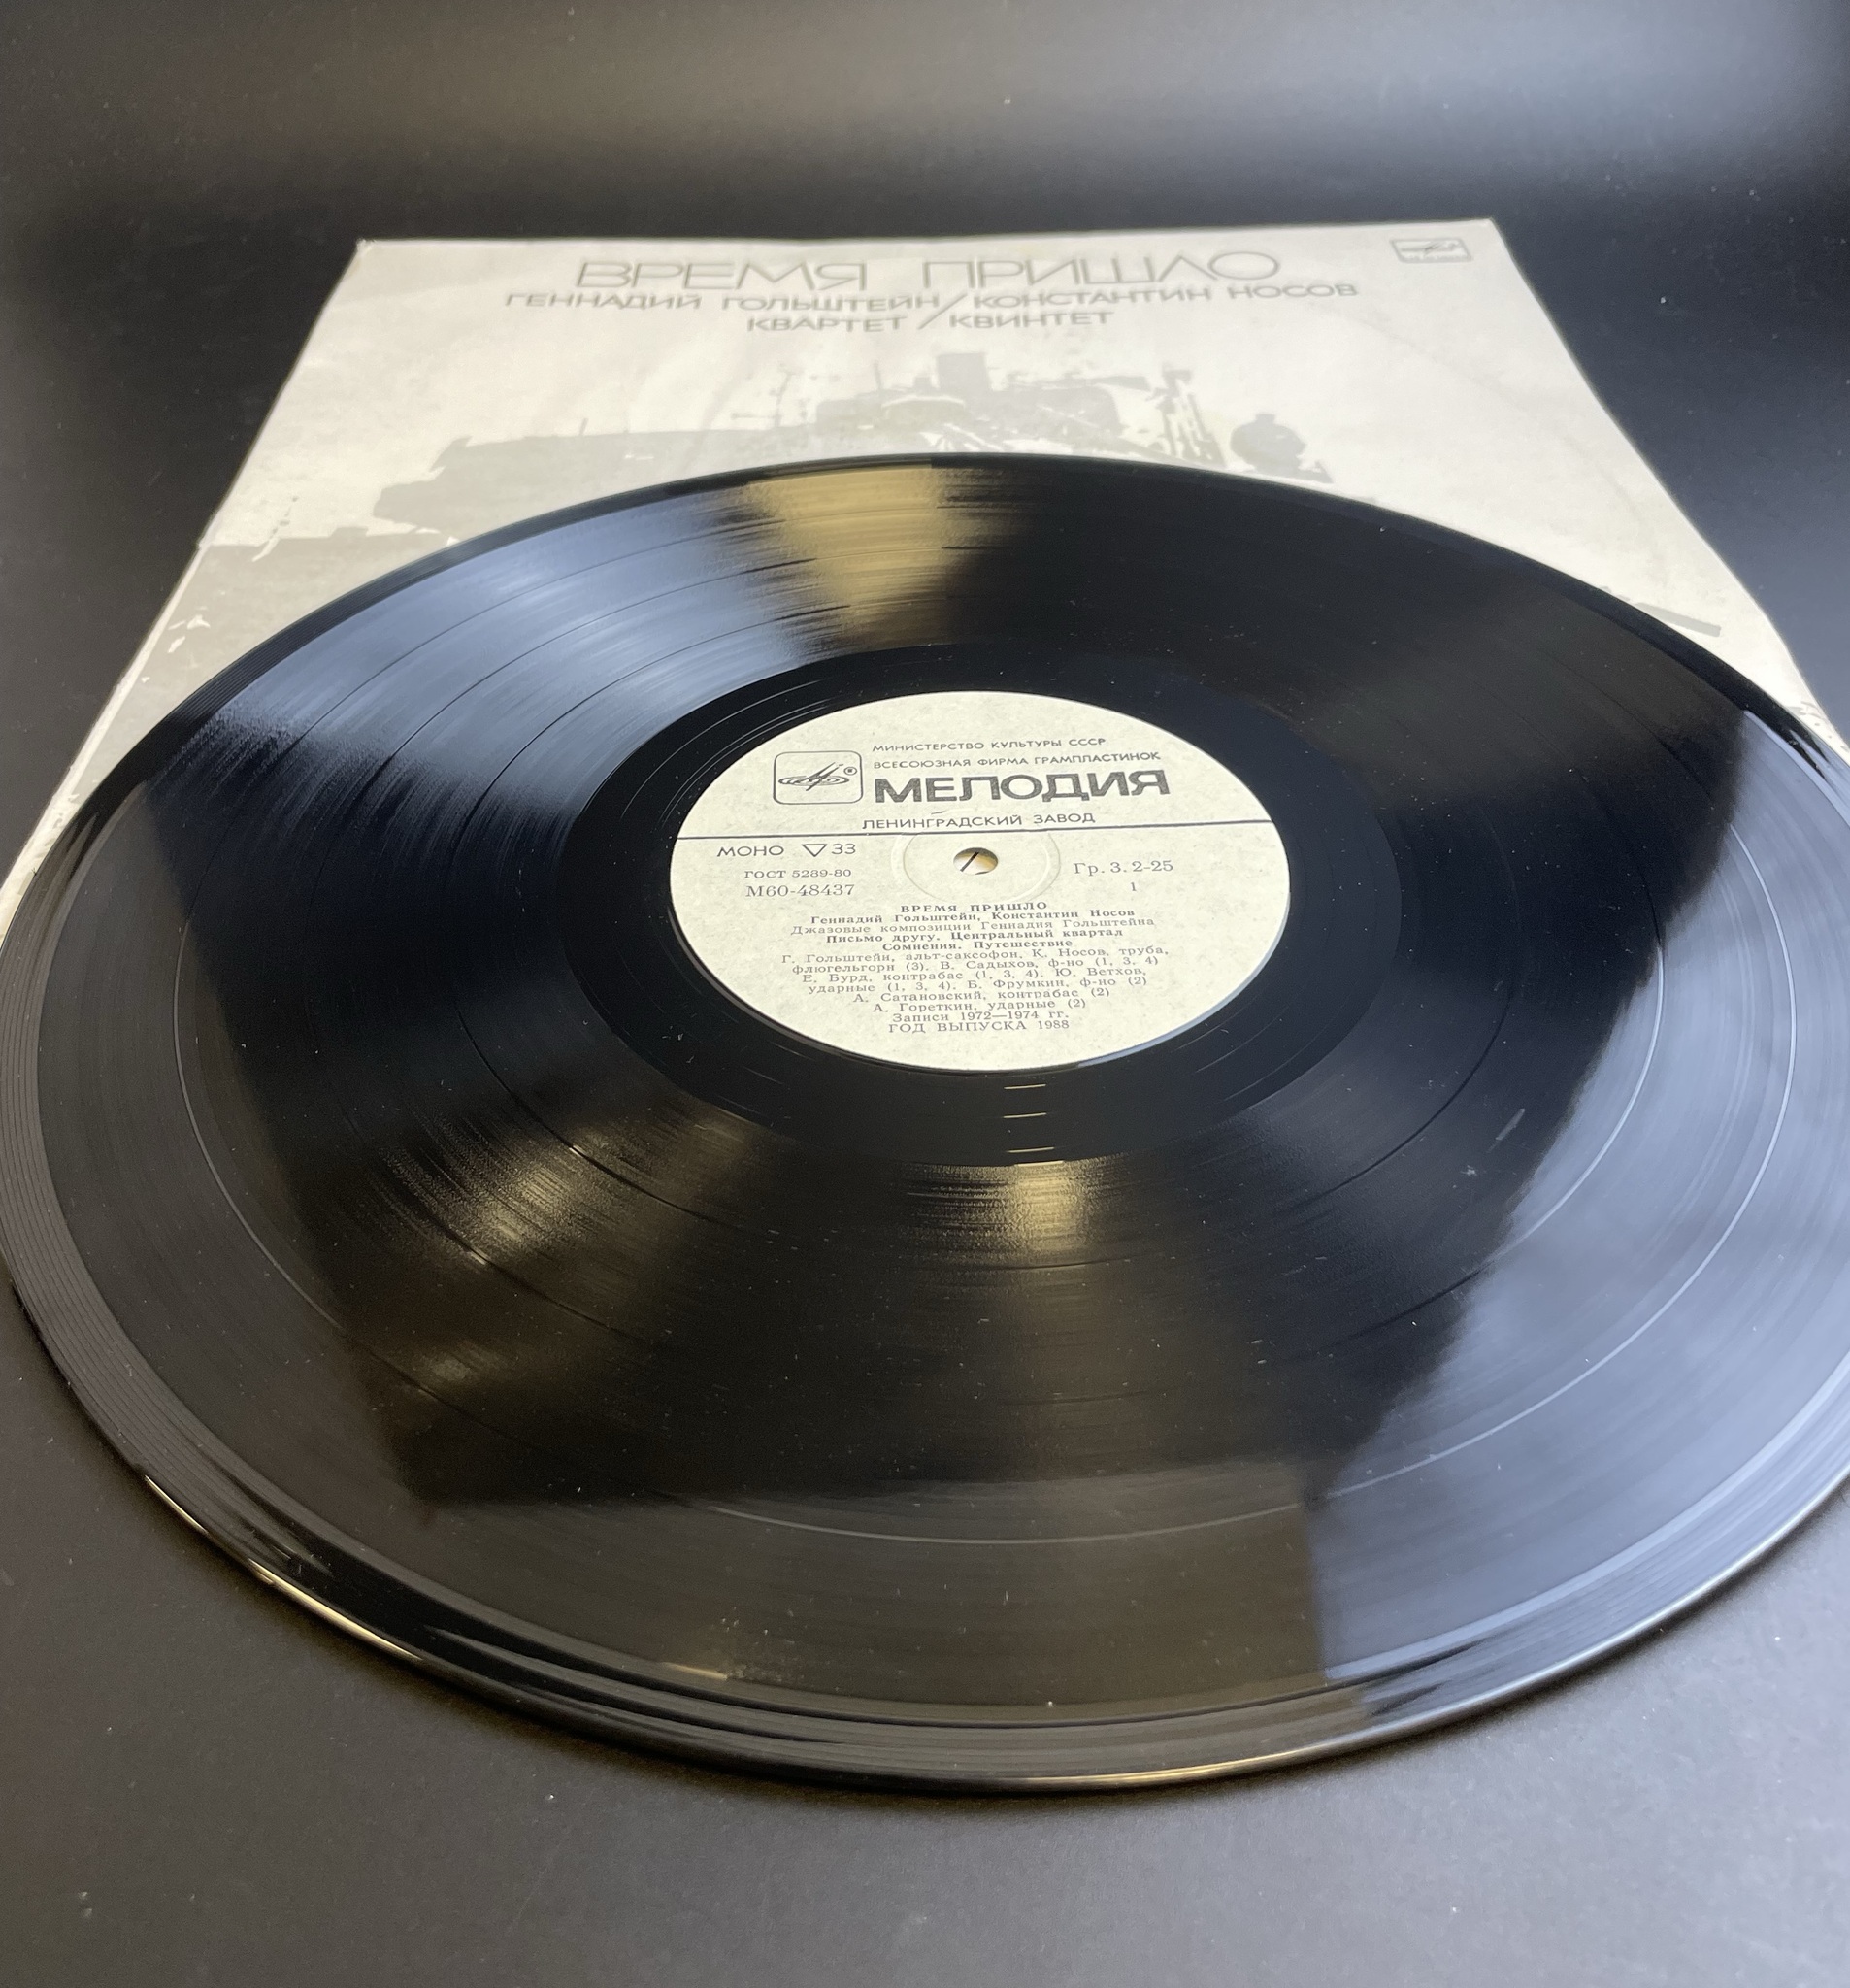 ВРЕМЯ ПРИШЛО
ГЕННАДИЙ ГОЛЬШТЕЙН/КОНСТАНТИН НОСОВ
КВАРТЕТ/КВИНТЕТ
МИНИСТЕРСТВО КУЛЬТУРЫ СССР
ВСЕСОЮЗНАЯ ФИРМА ГРАМПЛАСТИНОК
МЕЛОДИЯ
ЛЕНИНГРАДСКИЙ ЗАВОД
МОНО ▽ 33
ГОСТ 5289-80
М60-48437
Гр. 3. 2-25
1
ВРЕМЯ ПРИШЛО
Геннадий Гольштейн, Константин Носов
Джазовые композиции Геннадия Гольштейна
Письмо другу. Центральный квартал
Сомнения. Путешествие
Г. Гольштейн, альт-саксофон, К. Носов, труба,
флюгельгорн (3). В. Садыхов, ф-но (1, 3, 4)
Е. Бурд, контрабас (1, 3, 4). Ю. Ветхов,
ударные (1, 3, 4). Б. Фрумкин, ф-но (2)
А. Сатановский, контрабас (2)
А. Гореткин, ударные (2)
Записи 1972—1974 гг.
ГОД ВЫПУСКА 1988